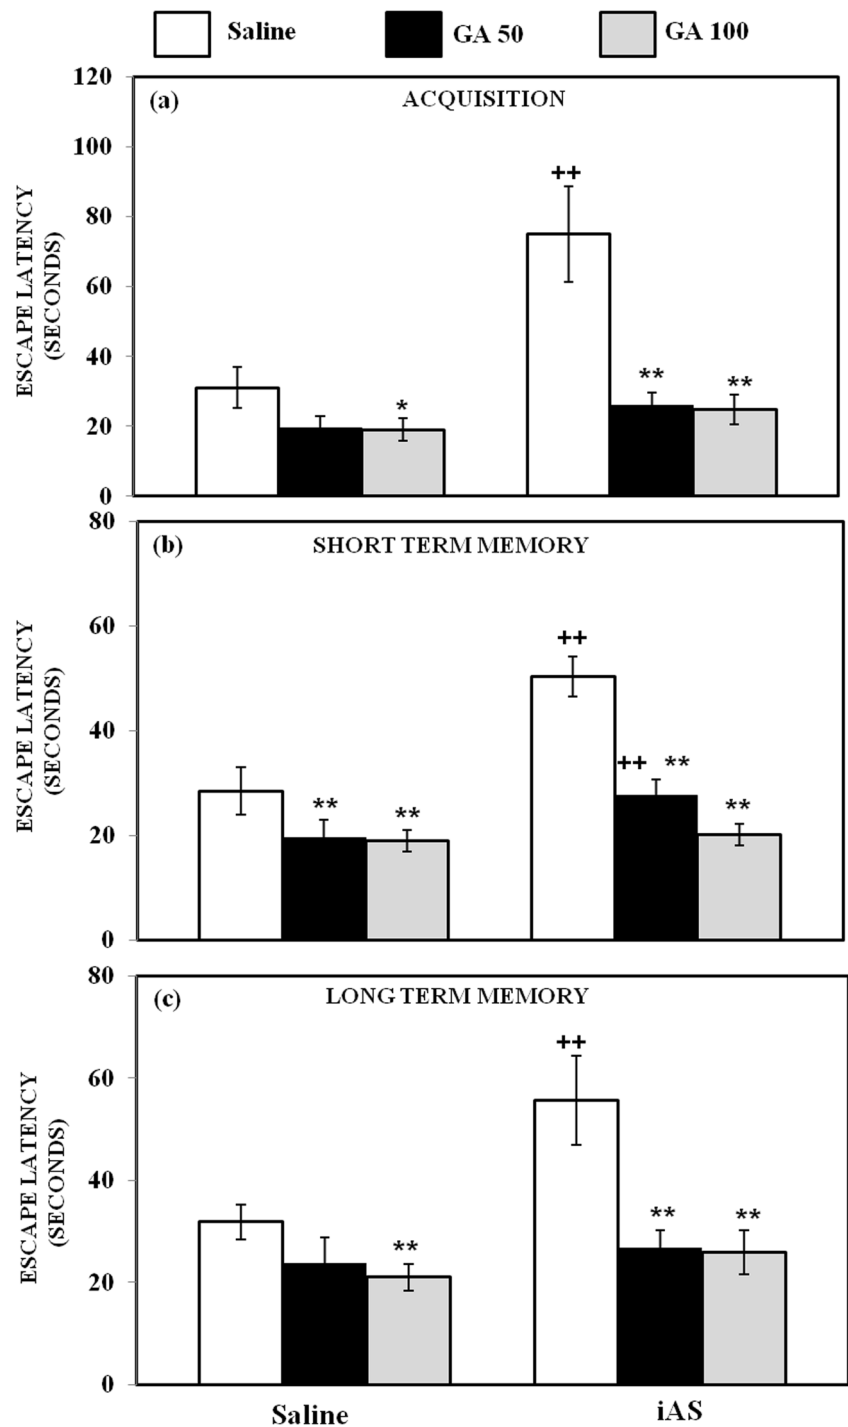 Saline GA 50 GA 100
(a) ACQUISITION
ESCAPE LATENCY
(SECONDS)
120
100
80
60
40
20
0
*
++
**
**
(b) SHORT TERM MEMORY
ESCAPE LATENCY
(SECONDS)
80
60
40
20
0
**
**
++
++ **
**
(c) LONG TERM MEMORY
ESCAPE LATENCY
(SECONDS)
80
60
40
20
0
**
++
**
**
Saline iAS